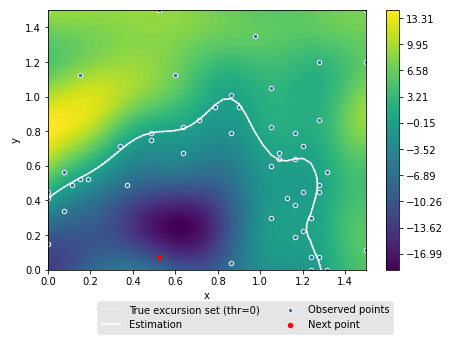 1.4
1.2
1.0
0.8
0.6
0.4
0.2
0.0
y
0.0 0.2 0.4 0.6 0.8 1.0 1.2 1.4
x
13.31
9.95
6.58
3.21
−0.15
−3.52
−6.89
−10.26
−13.62
−16.99
True excursion set (thr=0)
Estimation
Observed points
Next point